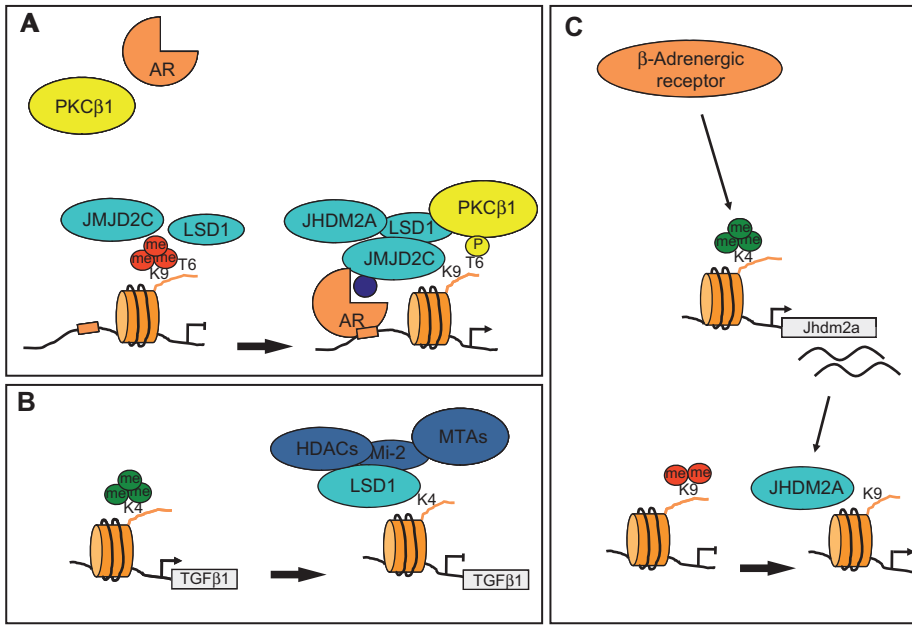 A
AR
PKCβ1
JMJD2C
LSD1
me
me me
K9 T6
JHDM2A
LSD1
PKCβ1
JMJD2C
P
K9 T6
AR
B
me
me me
K4
TGFβ1
HDACs
Mi-2
MTAs
LSD1
K4
TGFβ1
C
β-Adrenergic
receptor
me
me me
K4
Jhdm2a
me me
K9
JHDM2A
K9